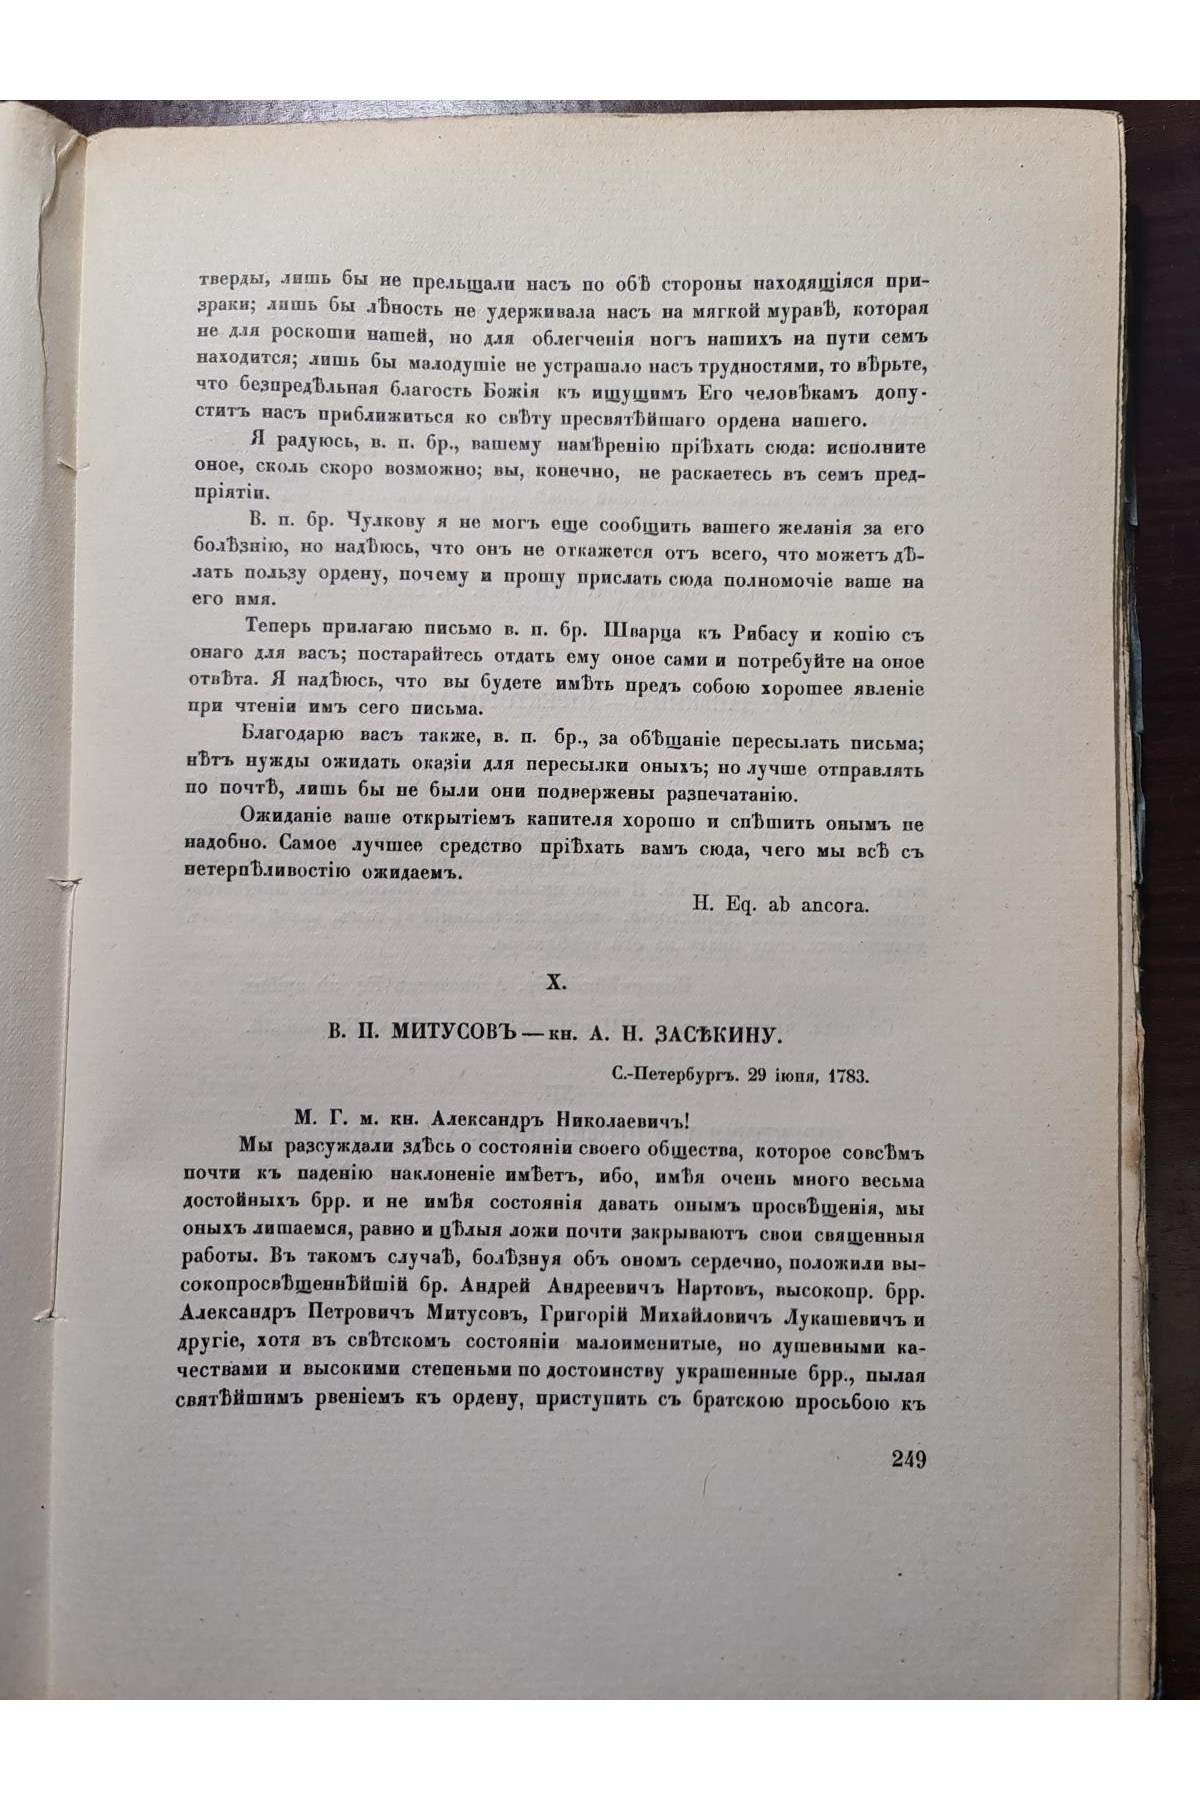 тверды, лишь бы не прельщали насъ по обѣ стороны находящіяся при-
зраки; лишь бы лѣность не удерживала насъ на мягкой муравѣ, которая
не для роскоши нашей, но для облегченія ногъ нашихъ на пути семъ
находится; лишь бы малодушіе не устрашало насъ трудностями, то вѣрьте,
что безпредѣльная благость Божія къ ищущимъ Его человѣкамъ допу-
ститъ насъ приближиться ко свѣту пресвятѣйшаго ордена нашего.
Я радуюсь, в. п. бр., вашему намѣренію пріѣхать сюда: исполните
оное, сколь скоро возможно; вы, конечно, не раскаетесь въ семъ пред-
пріятіи.
В. п. бр. Чулкову я не могъ еще сообщить вашего желанія за его
болѣзнію, но надѣюсь, что онъ не откажется отъ всего, что можетъ дѣ-
лать пользу ордену, почему и прошу прислать сюда полномочіе ваше на
его имя.
Теперь прилагаю письмо в. п. бр. Шварца къ Рибасу и копію съ
онаго для васъ; постарайтесь отдать ему оное сами и потребуйте на оное
отвѣта. Я надѣюсь, что вы будете имѣть предъ собою хорошее явленіе
при чтеніи имъ сего письма.
Благодарю васъ также, в. п. бр., за обѣщаніе пересылать письма;
нѣтъ нужды ожидать оказіи для пересылки оныхъ; но лучше отправлять
по почтѣ, лишь бы не были они подвержены разпечатанію.
Ожиданіе ваше открытіемъ капителя хорошо и спѣшить онымъ не
надобно. Самое лучшее средство пріѣхать вамъ сюда, чего мы всѣ съ
нетерпѣливостію ожидаемъ.
H. Eq. ab ancora.
X.
В. П. МИТУСОВЪ—кн. А. Н. ЗАСѢКИНУ.
С.-Петербургъ. 29 іюня, 1783.
М. Г. м. кн. Александръ Николаевичъ!
Мы разсуждали здѣсь о состояніи своего общества, которое совсѣмъ
почти къ паденію наклоненіе имѣетъ, ибо, имѣя очень много весьма
достойныхъ брр. и не имѣя состоянія давать онымъ просвѣщенія, мы
оныхъ лишаемся, равно и цѣлыя ложи почти закрываютъ свои священныя
работы. Въ такомъ случаѣ, болѣзнуя объ ономъ сердечно, положили вы-
сокопросвѣщеннѣйшій бр. Андрей Андреевичъ Нартовъ, высокопр. брр.
Александръ Петровичъ Митусовъ, Григорій Михайловичъ Лукашевичъ и
другіе, хотя въ свѣтскомъ состояніи малоименитые, но душевными ка-
чествами и высокими степеньми по достоинству украшенные брр., пылая
святѣйшимъ рвеніемъ къ ордену, приступить съ братскою просьбою къ
249